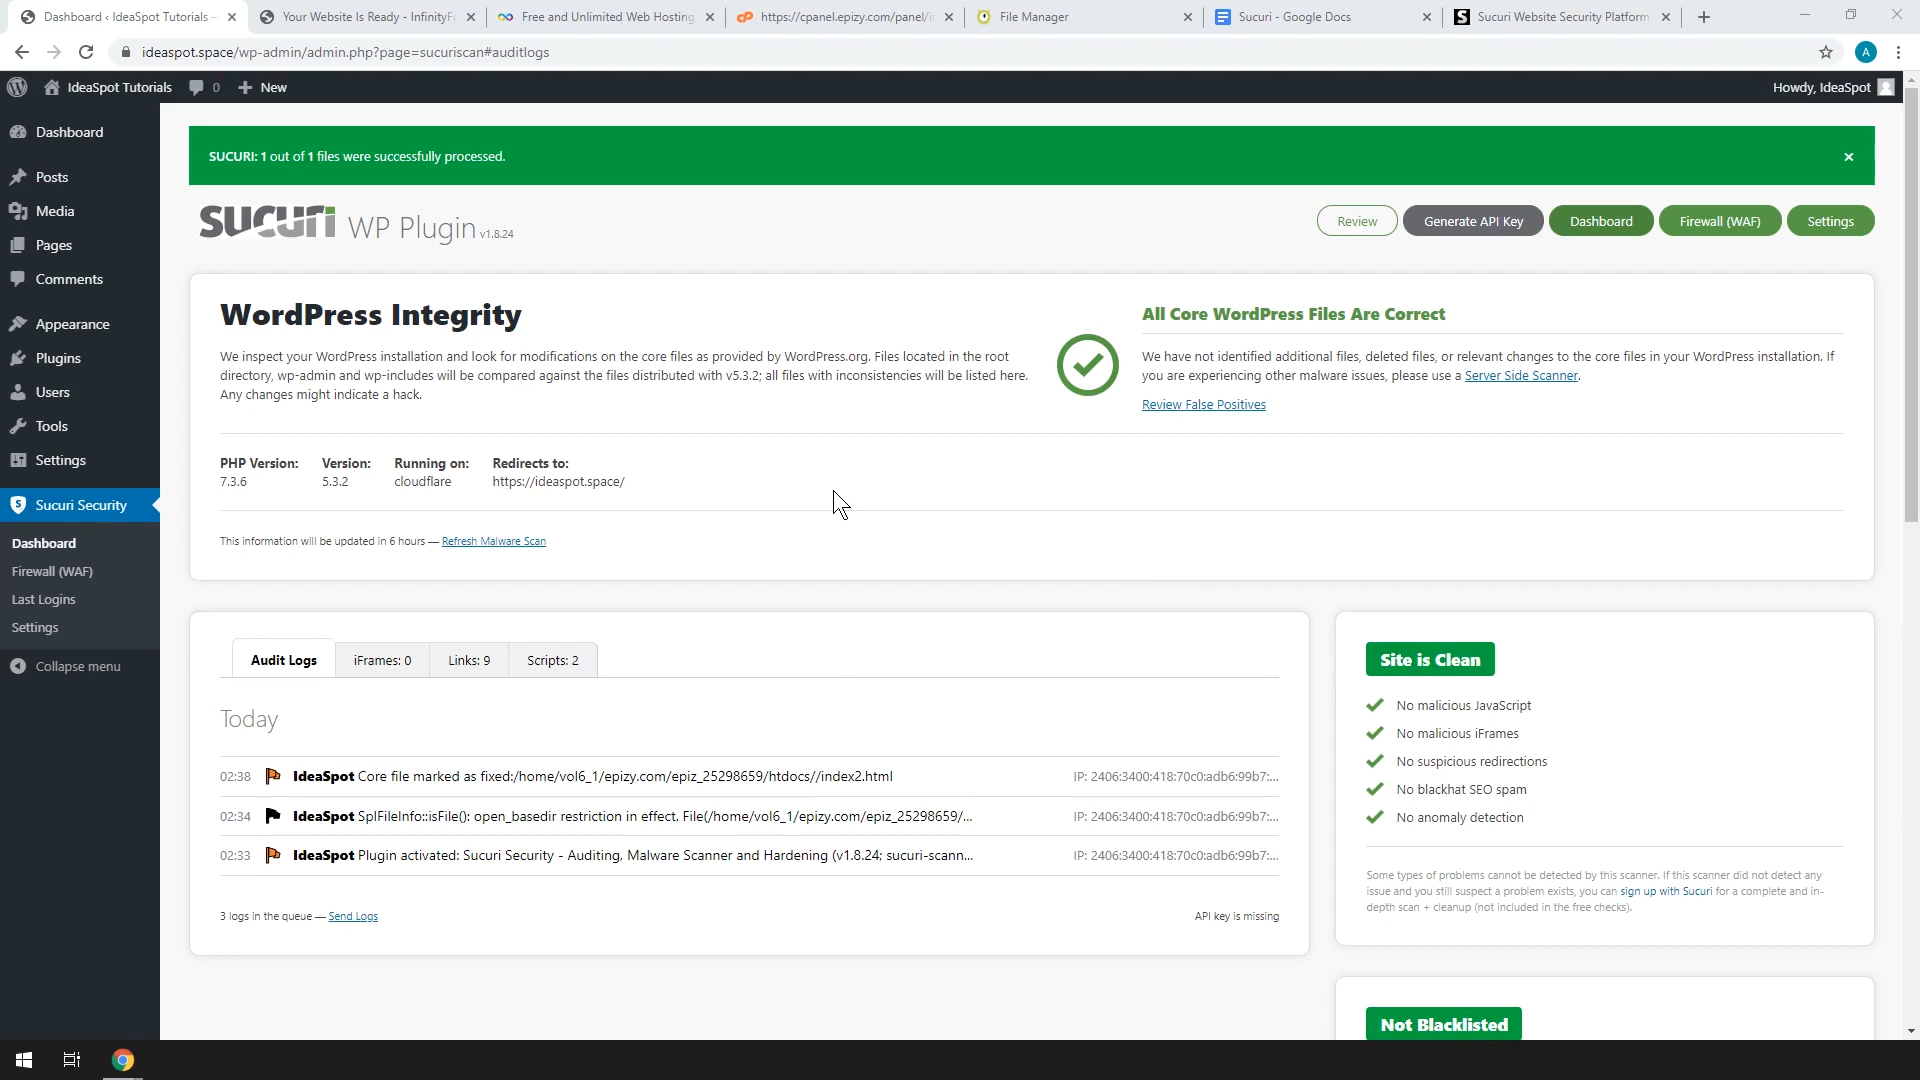 Dashboard ‹ IdeaSpot Tutorials –
Your Website Is Ready - InfinityFr
Free and Unlimited Web Hosting
https://cpanel.epizy.com/panel/i
File Manager
Sucuri - Google Docs
Sucuri Website Security Platform
ideaspot.space/wp-admin/admin.php?page=sucuriscan#auditlogs
A
IdeaSpot Tutorials
0
New
Howdy, IdeaSpot
Dashboard
Posts
Media
Pages
Comments
Appearance
Plugins
Users
Tools
Settings
Sucuri Security
Dashboard
Firewall (WAF)
Last Logins
Settings
Collapse menu
SUCURI: 1 out of 1 files were successfully processed.
×
SUCURI WP Plugin v1.8.24
Review
Generate API Key
Dashboard
Firewall (WAF)
Settings
WordPress Integrity
We inspect your WordPress installation and look for modifications on the core files as provided by WordPress.org. Files located in the root
directory, wp-admin and wp-includes will be compared against the files distributed with v5.3.2; all files with inconsistencies will be listed here.
Any changes might indicate a hack.
All Core WordPress Files Are Correct
We have not identified additional files, deleted files, or relevant changes to the core files in your WordPress installation. If
you are experiencing other malware issues, please use a Server Side Scanner.
Review False Positives
PHP Version: Version: Running on: Redirects to:
7.3.6 5.3.2 cloudflare https://ideaspot.space/
This information will be updated in 6 hours — Refresh Malware Scan
Audit Logs
iFrames: 0
Links: 9
Scripts: 2
Today
02:38 IdeaSpot Core file marked as fixed:/home/vol6_1/epizy.com/epiz_25298659/htdocs//index2.html IP: 2406:3400:418:70c0:adb6:99b7:...
02:34 IdeaSpot SplFileInfo::isFile(): open_basedir restriction in effect. File(/home/vol6_1/epizy.com/epiz_25298659/... IP: 2406:3400:418:70c0:adb6:99b7:...
02:33 IdeaSpot Plugin activated: Sucuri Security - Auditing, Malware Scanner and Hardening (v1.8.24; sucuri-scann... IP: 2406:3400:418:70c0:adb6:99b7:...
3 logs in the queue — Send Logs
API key is missing
Site is Clean
No malicious JavaScript
No malicious iFrames
No suspicious redirections
No blackhat SEO spam
No anomaly detection
Some types of problems cannot be detected by this scanner. If this scanner did not detect any
issue and you still suspect a problem exists, you can sign up with Sucuri for a complete and in-
depth scan + cleanup (not included in the free checks).
Not Blacklisted